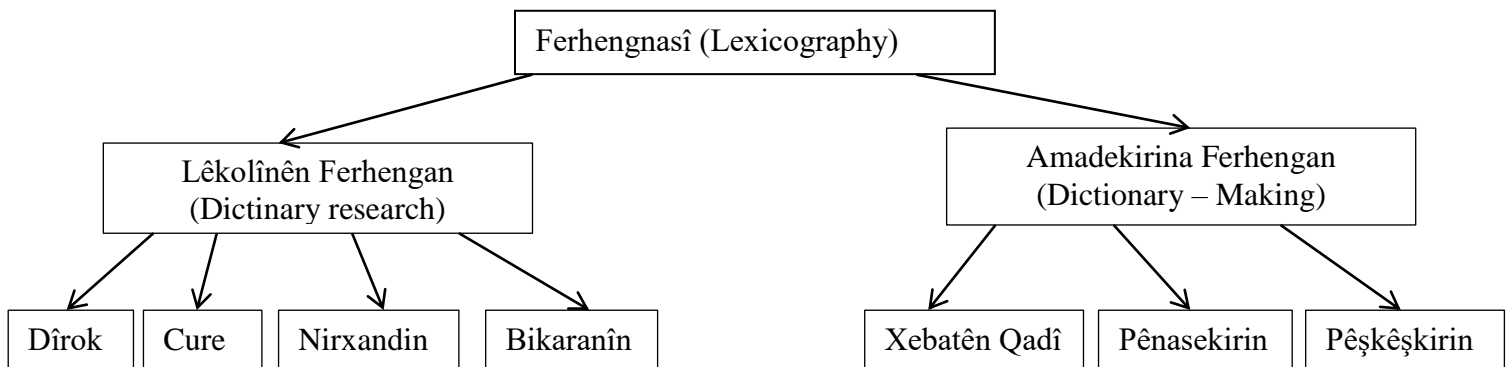 Ferhengnasî (Lexicography)
Lêkolînên Ferhengan
(Dictinary research)
Amadekirina Ferhengan
(Dictionary – Making)
Dîrok
Cure
Nirxandin
Bikaranîn
Xebatên Qadî
Pênasekirin
Pêşkêşkirin